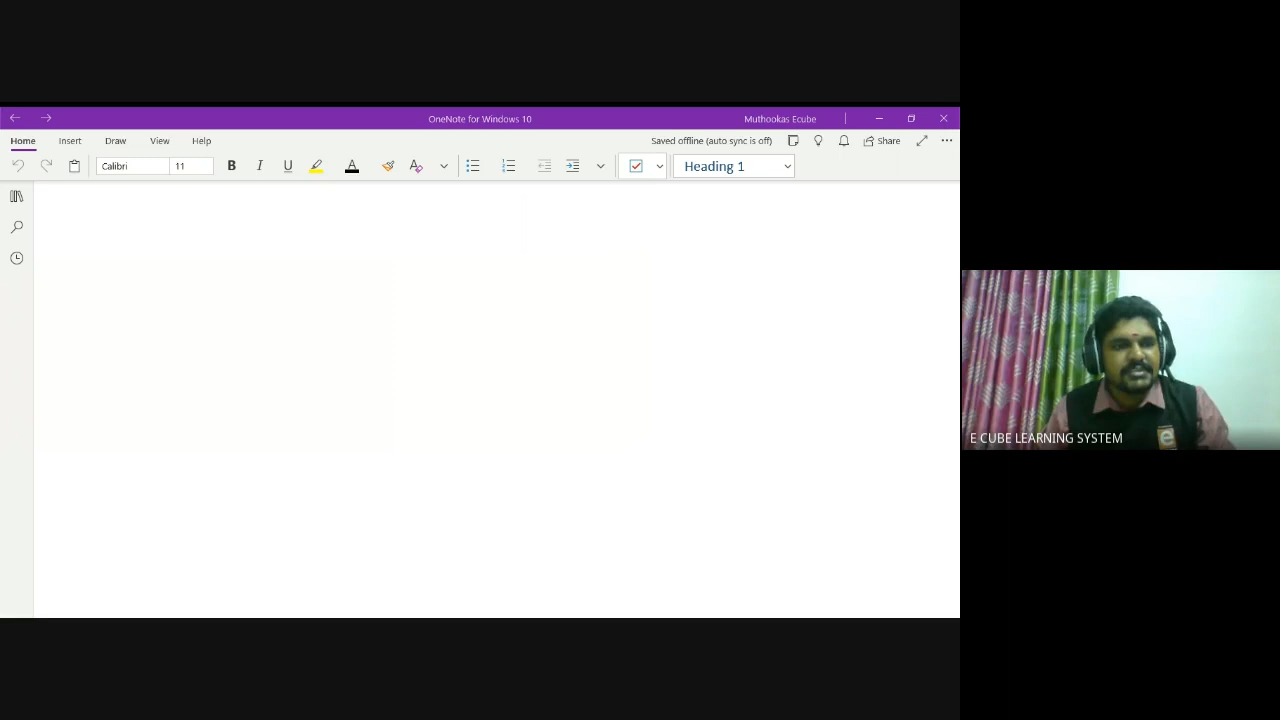 OneNote for Windows 10
Muthookas Ecube
Home Insert Draw View Help
Saved offline (auto sync is off)
Share
Calibri
11
B I U A A
Heading 1
e
E CUBE LEARNING SYSTEM